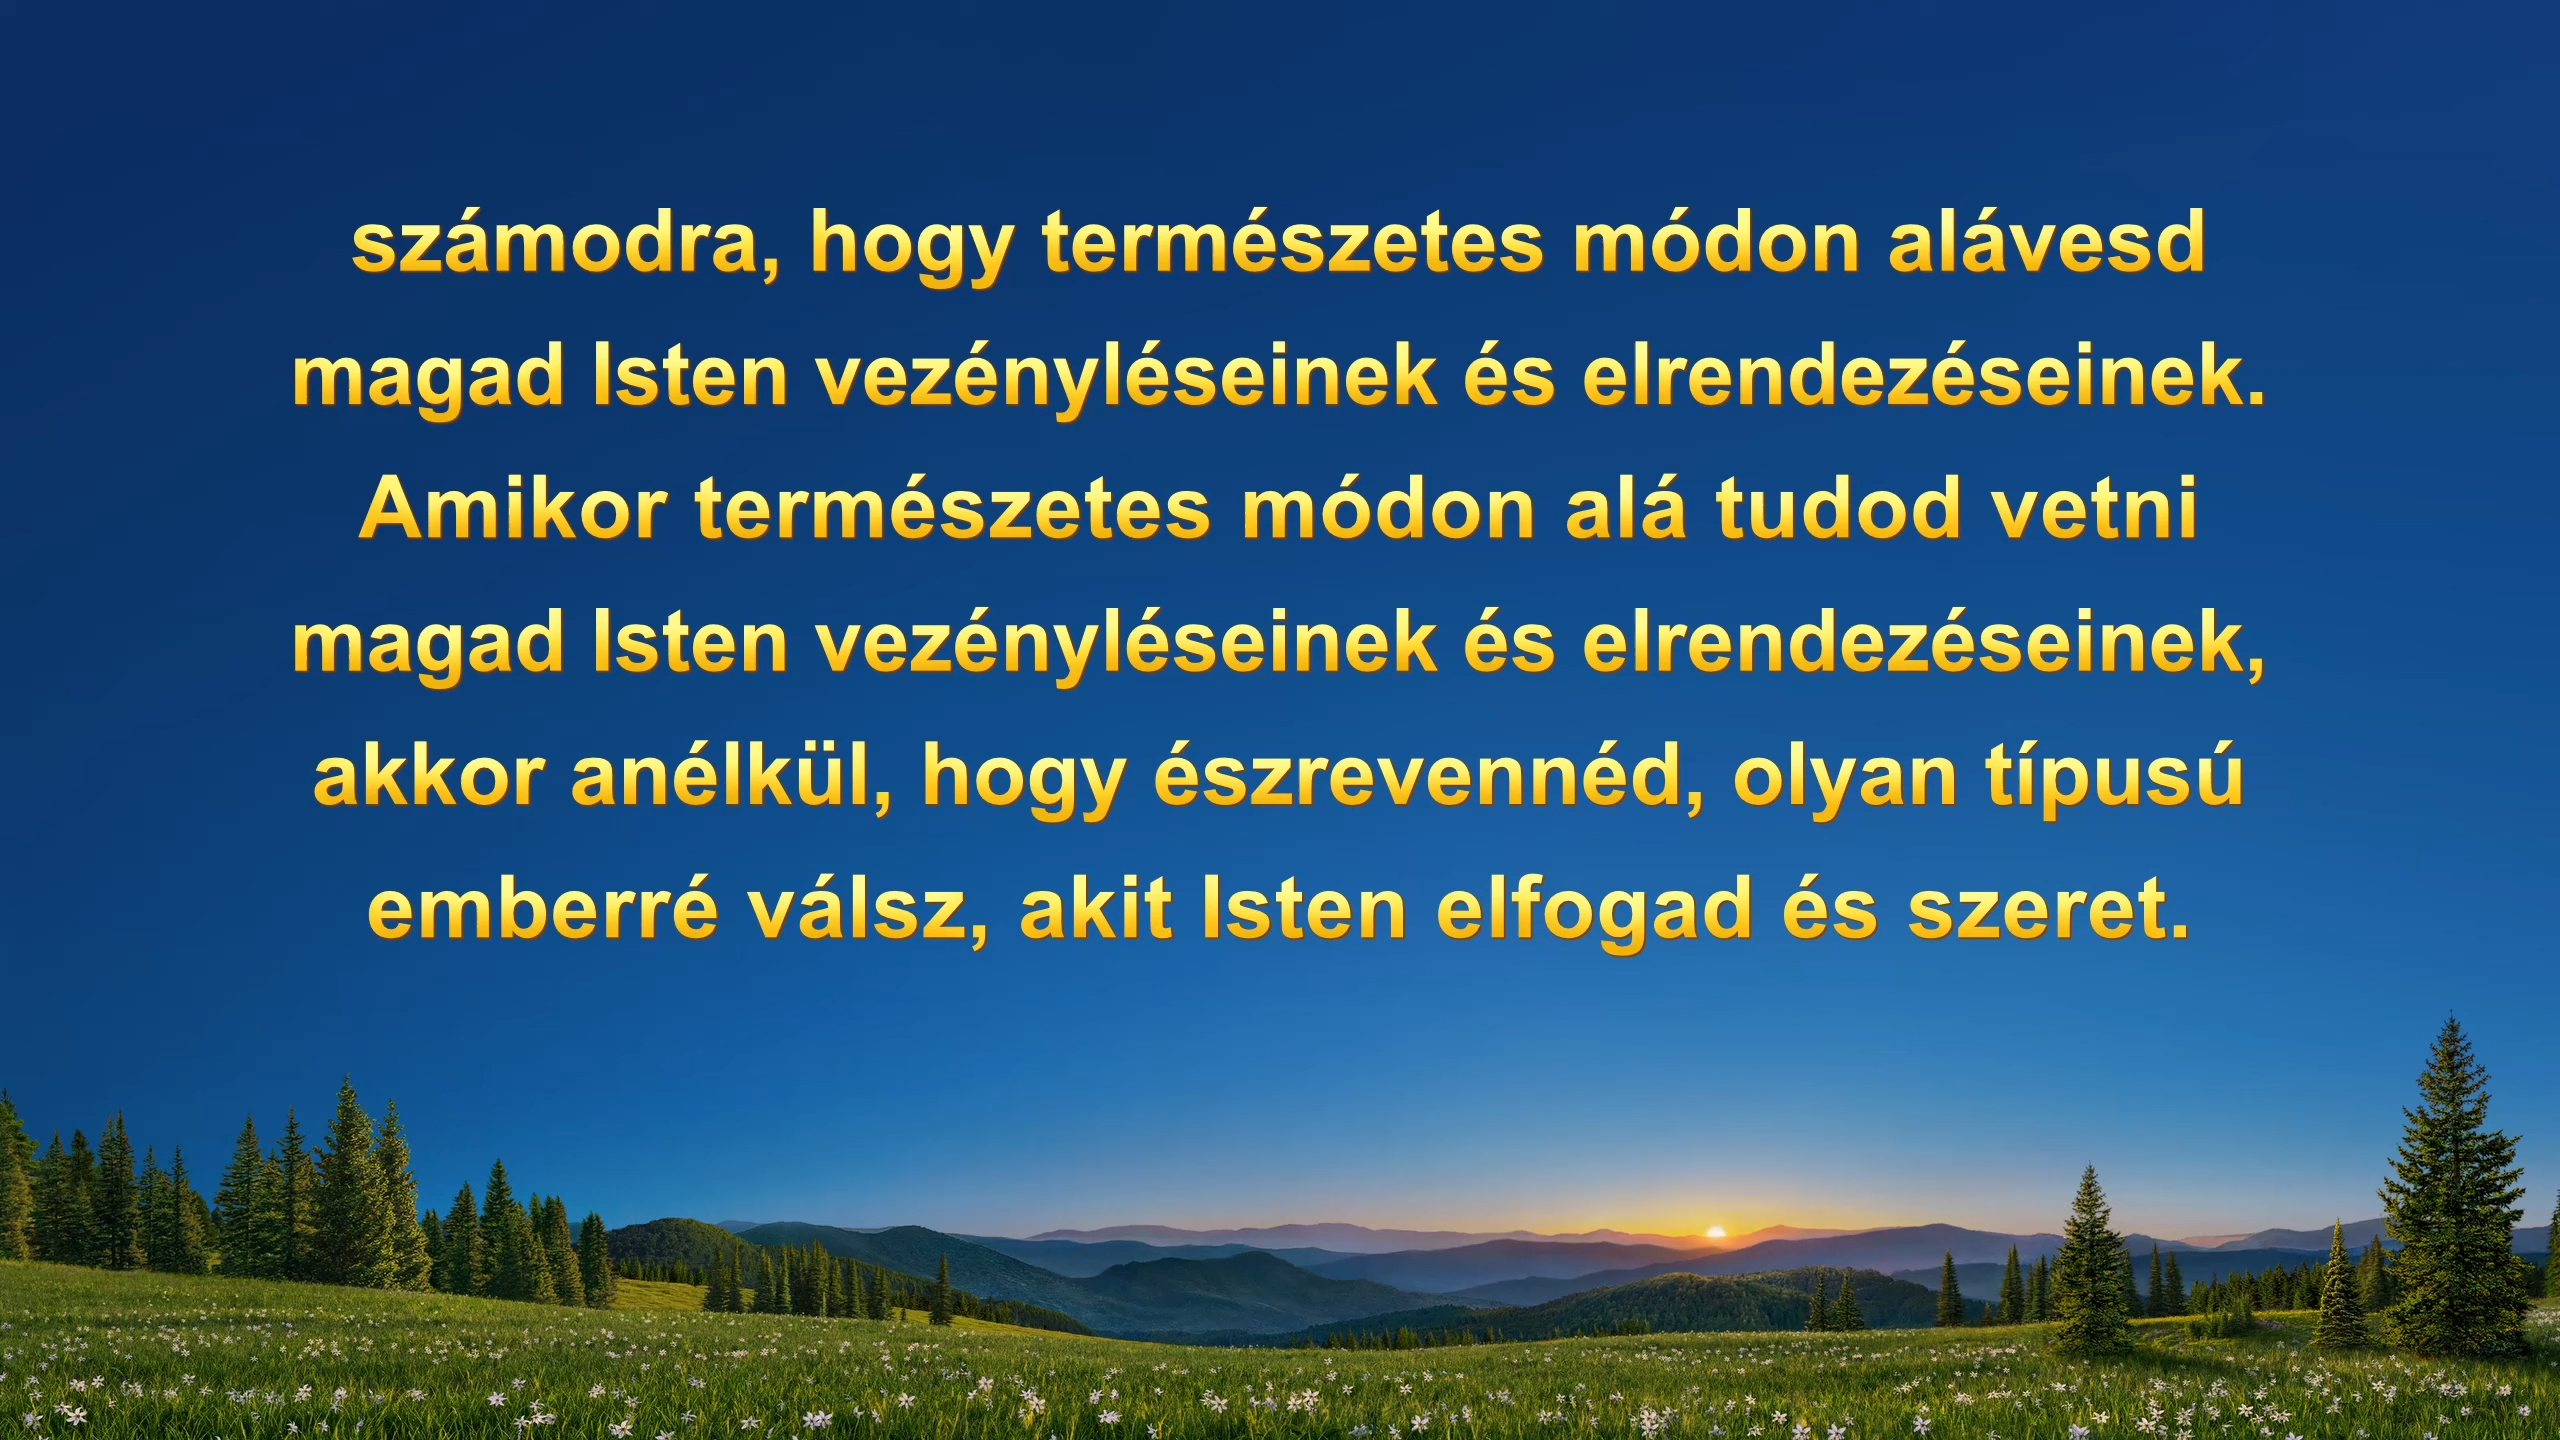 számodra, hogy természetes módon alávesd
magad Isten vezényléseinek és elrendezéseinek.
Amikor természetes módon alá tudod vetni
magad Isten vezényléseinek és elrendezéseinek,
akkor anélkül, hogy észrevennéd, olyan típusú
emberré válsz, akit Isten elfogad és szeret.